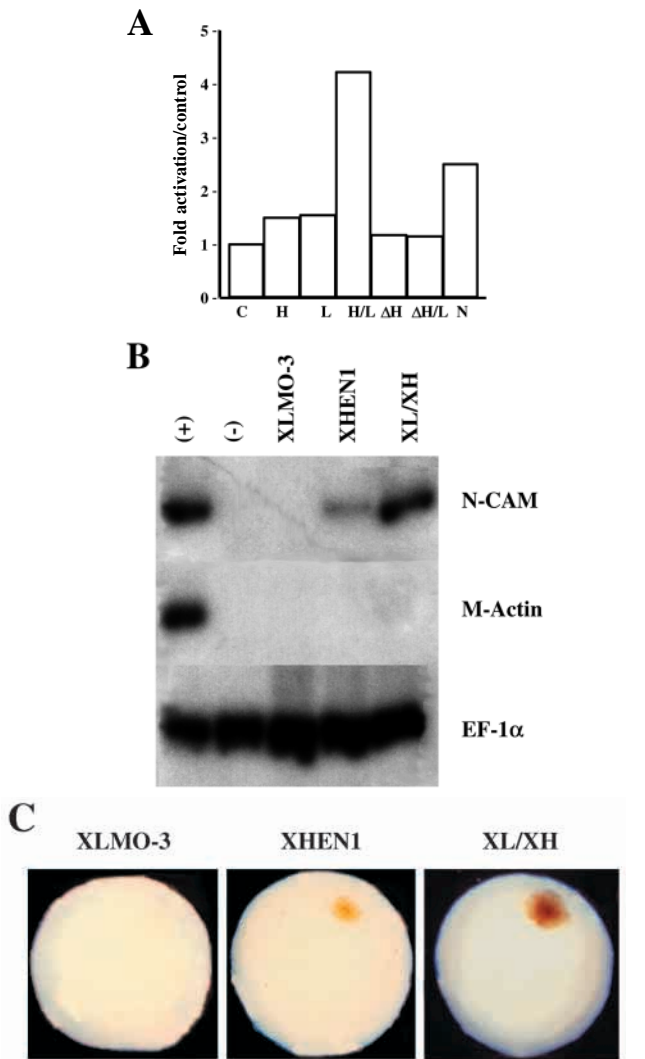 A
Fold activation/control
5
4
3
2
1
0
C H L H/L ΔH ΔH/L N
B
(+) (-) XLMO-3 XHEN1 XL/XH
N-CAM
M-Actin
EF-1α
C
XLMO-3 XHEN1 XL/XH